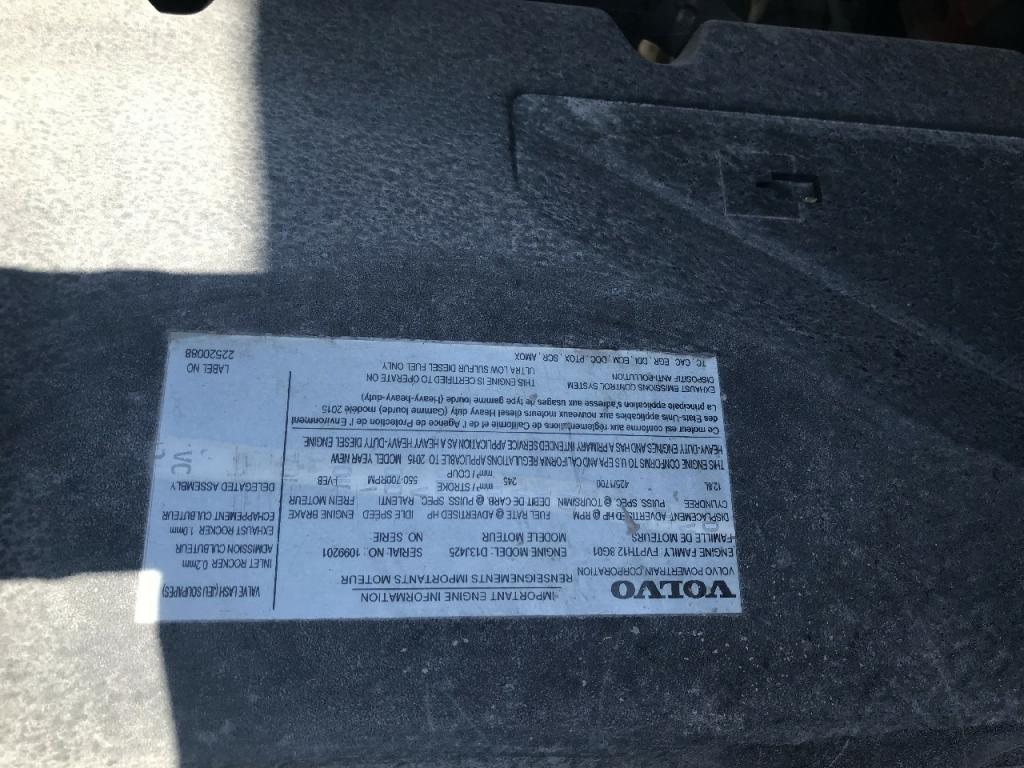 VOLVO
VOLVO POWERTRAIN CORPORATION
IMPORTANT ENGINE INFORMATION
RENSEIGNEMENTS IMPORTANTS MOTEUR
ENGINE FAMILY FVPTH12.8G01 ENGINE MODEL: D13/425 SERIAL NO: 1099201
FAMILLE DE MOTEURS MODELE MOTEUR NO SERIE
DISPLACEMENT ADVERTISED HP @ RPM FUEL RATE @ ADVERTISED HP IDLE SPEED ENGINE BRAKE
CYLINDREE PUISS SPEC. @ TOURS/MIN DEBIT DE CARB @ PUISS SPEC. RALENTI FREIN MOTEUR
12.8L 425/1700 245 mm³ / STROKE 550-700RPM I-VEB
mm³ / COUP
THIS ENGINE CONFORMS TO US EPA AND CALIFORNIA REGULATIONS APPLICABLE TO 2015 MODEL YEAR NEW
HEAVY-DUTY ENGINES AND HAS A PRIMARY INTENDED SERVICE APPLICATION AS A HEAVY HEAVY-DUTY DIESEL ENGINE
Ce moteur est conforme aux réglementations de Californie et de l' Agence de Protection de l' Environment
des Etats-Unis applicables aux nouveaux moteurs diesel Heavy Duty (Gamme lourde) modèle 2015
La principale application s'adresse aux usages de type gamme lourde (Heavy-heavy-duty)
EXHAUST EMISSIONS CONTROL SYSTEM THIS ENGINE IS CERTIFIED TO OPERATE ON
DISPOSITIF ANTI-POLLUTION ULTRA LOW SULFUR DIESEL FUEL ONLY
TC, CAC, EGR, DDI, ECM, DOC, PTOX, SCR, AMOX
VALVE LASH (JEU SOUPAPES)
INLET ROCKER 0.2mm
ADMISSION CULBUTEUR
EXHAUST ROCKER 1.0mm
ECHAPPEMENT CULBUTEUR
DELEGATED ASSEMBLY
LABEL NO
22520088